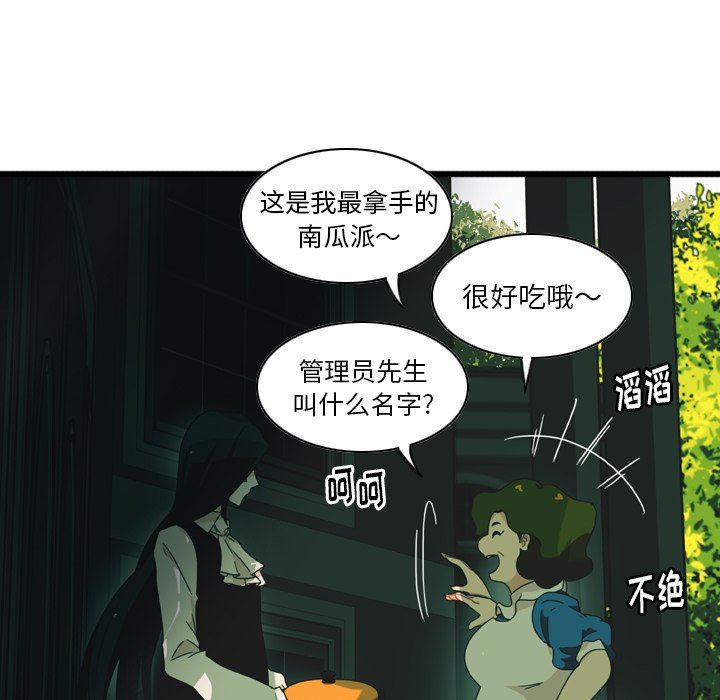 这是我最拿手的
南瓜派～
很好吃哦～
管理员先生
叫什么名字?
滔滔
呵呵
不绝